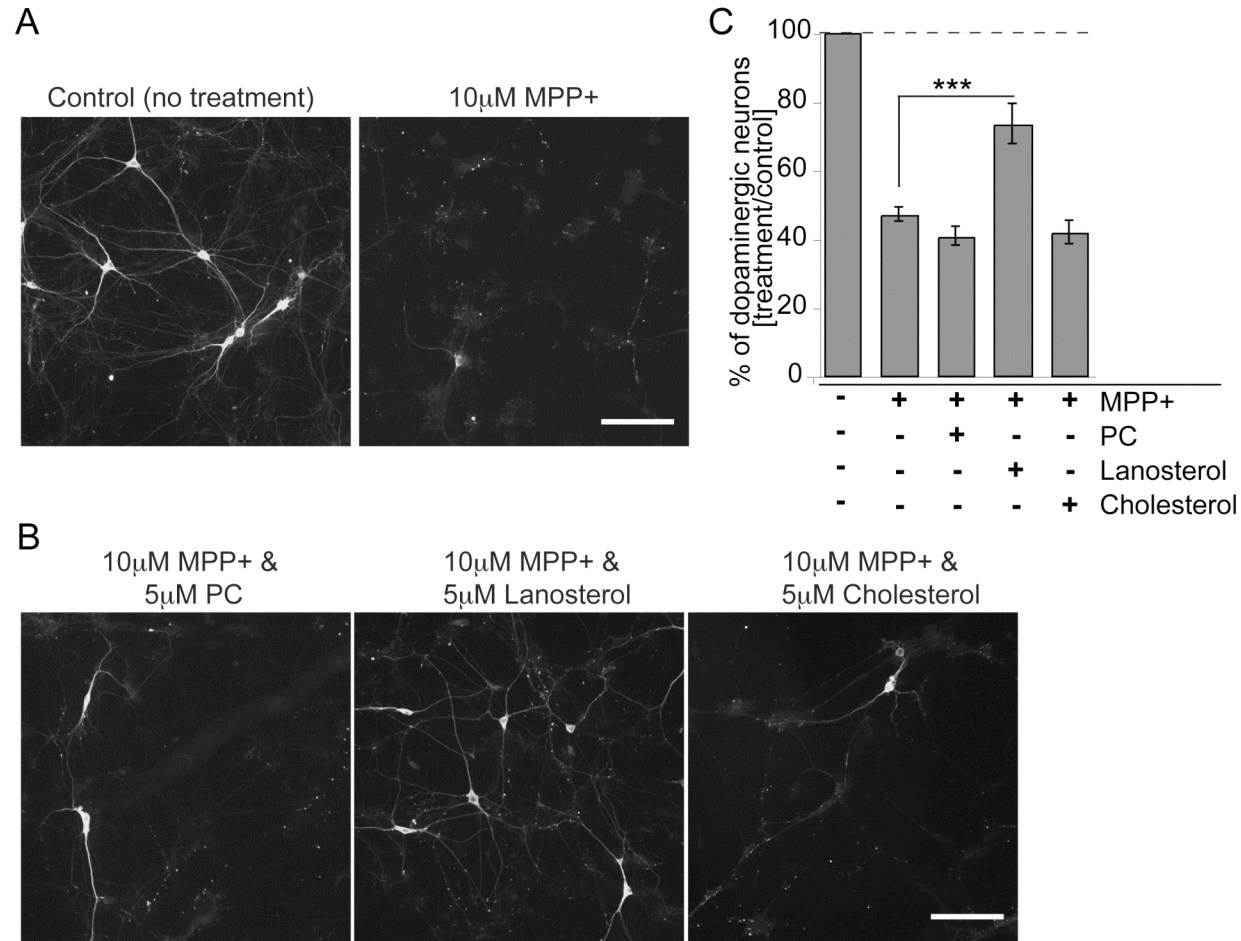 A
Control (no treatment)
10μM MPP+
B
10μM MPP+ &
5μM PC
10μM MPP+ &
5μM Lanosterol
10μM MPP+ &
5μM Cholesterol
C
% of dopaminergic neurons
[treatment/control]
100
80
60
40
20
0
***
- + + + + MPP+
- - + - - PC
- - - + - Lanosterol
- - - - + Cholesterol